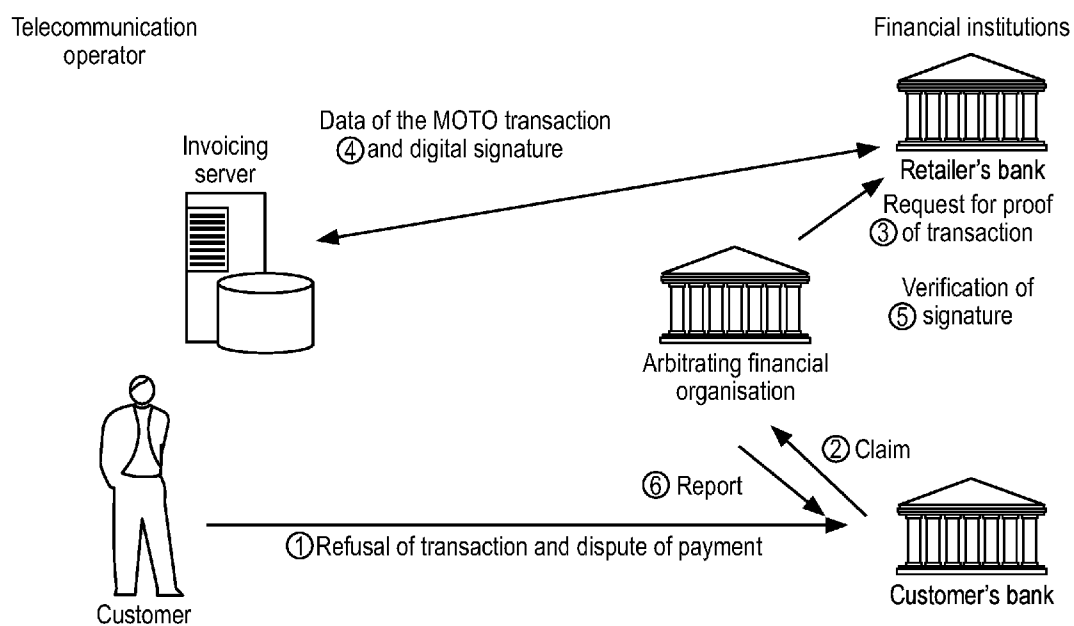 Telecommunication
operator
Financial institutions
Data of the MOTO transaction
④ and digital signature
Invoicing
server
Retailer's bank
Request for proof
③ of transaction
Verification of
⑤ signature
Arbitrating financial
organisation
② Claim
⑥ Report
① Refusal of transaction and dispute of payment
Customer's bank
Customer